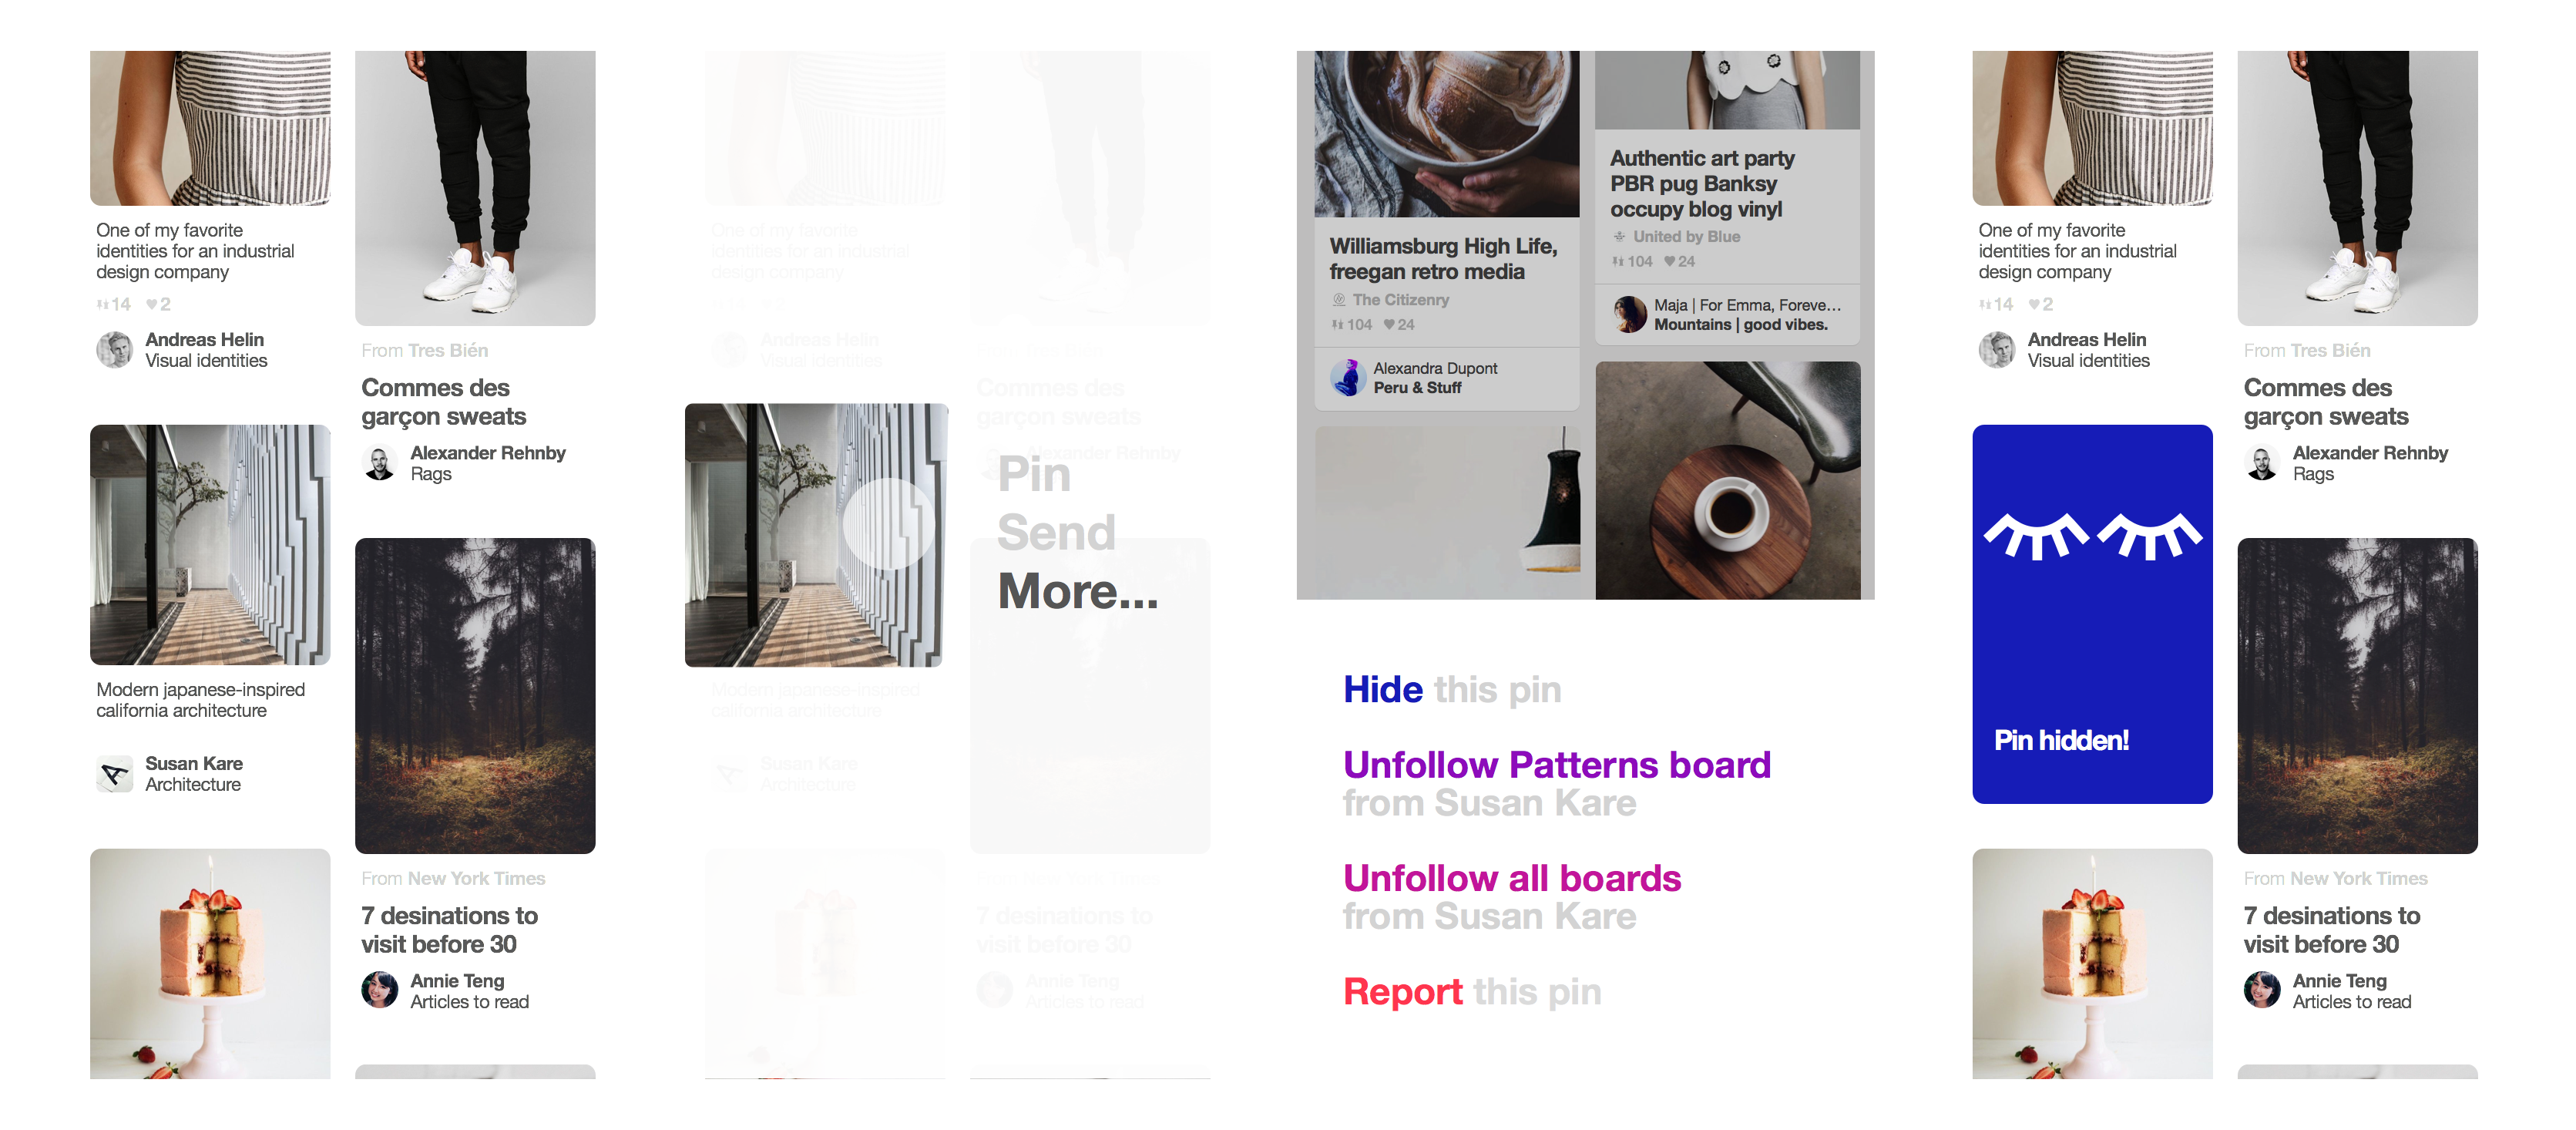 One of my favorite
identities for an industrial
design company
14 2
Andreas Helin
Visual identities
Modern japanese-inspired
california architecture
Susan Kare
Architecture
From Tres Bién
Commes des
garçon sweats
Alexander Rehnby
Rags
From New York Times
7 desinations to
visit before 30
Annie Teng
Articles to read
One of my favorite
identities for an industrial
design company
14 2
Andreas Helin
Visual identities
Modern japanese-inspired
california architecture
Susan Kare
Architecture
Commes des
garçon sweats
Alexander Rehnby
Pin
Send
More...
From New York Times
7 desinations to
visit before 30
Annie Teng
Articles to read
Williamsburg High Life,
freegan retro media
The Citizenry
104 24
Alexandra Dupont
Peru & Stuff
Authentic art party
PBR pug Banksy
occupy blog vinyl
United by Blue
104 24
Maja | For Emma, Foreve...
Mountains | good vibes.
Hide this pin
Unfollow Patterns board
from Susan Kare
Unfollow all boards
from Susan Kare
Report this pin
One of my favorite
identities for an industrial
design company
14 2
Andreas Helin
Visual identities
Pin hidden!
From Tres Bién
Commes des
garçon sweats
Alexander Rehnby
Rags
From New York Times
7 desinations to
visit before 30
Annie Teng
Articles to read